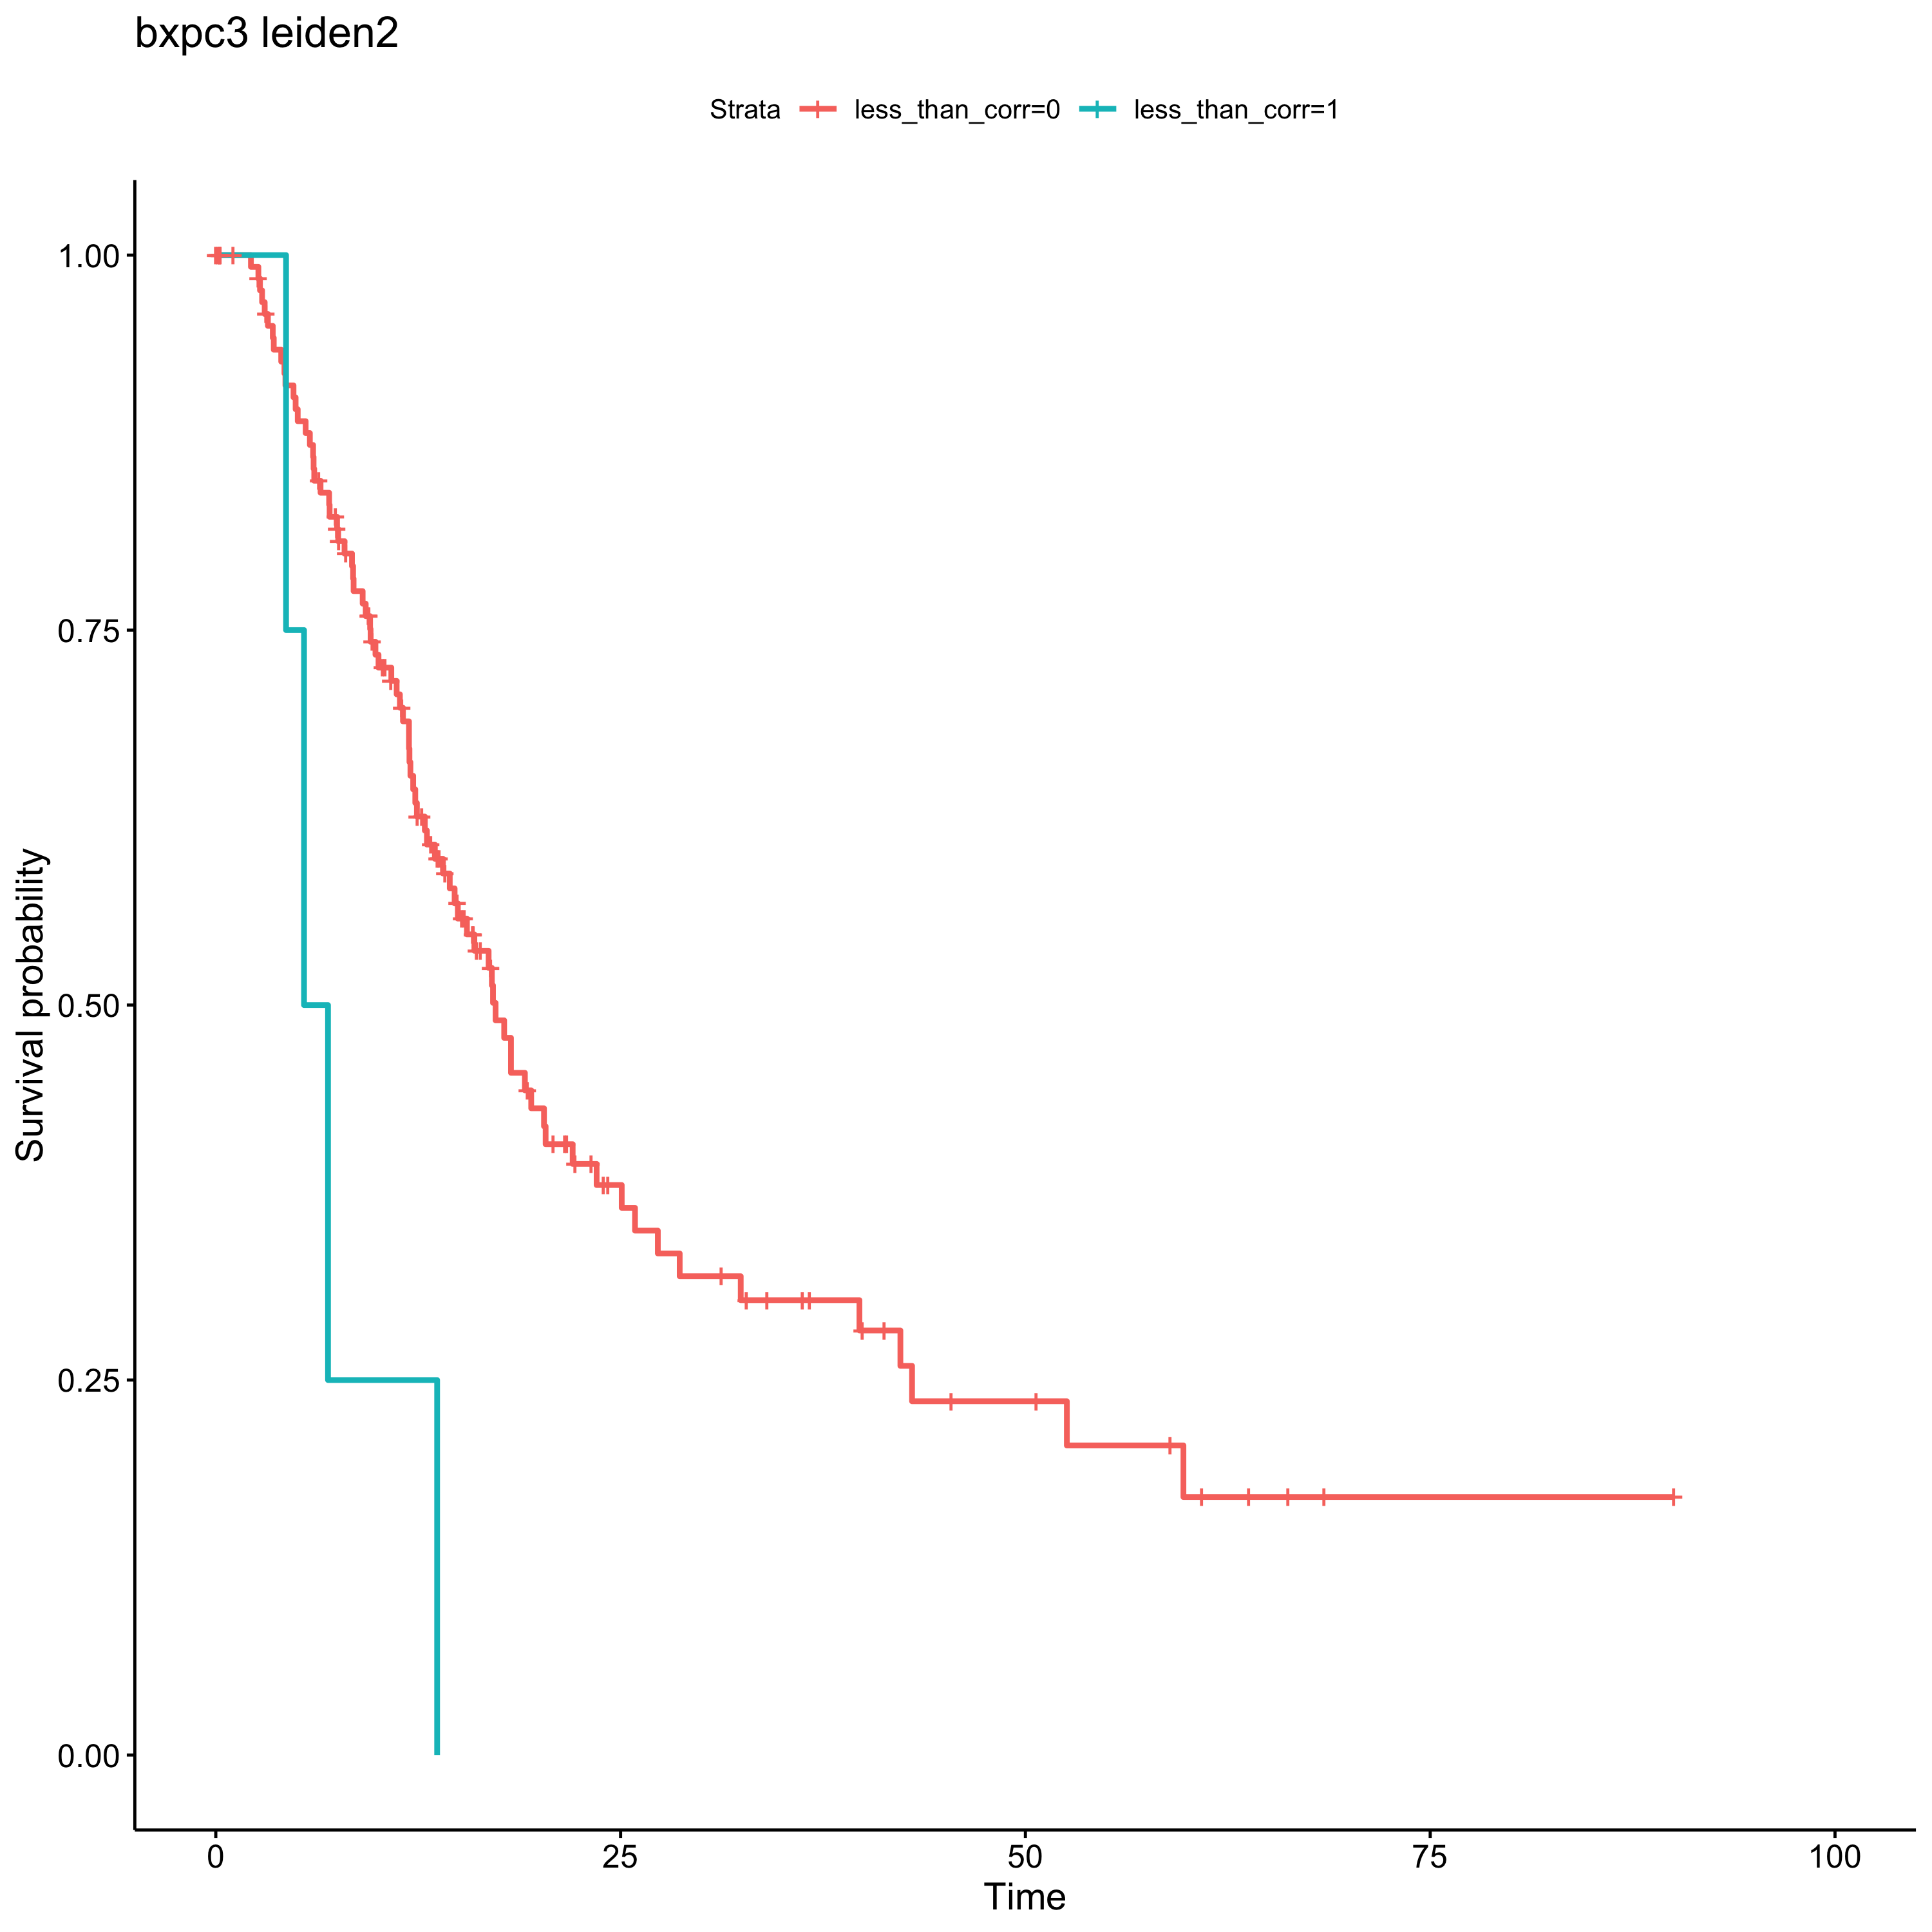 bxpc3 leiden2
Strata less_than_corr=0 less_than_corr=1
1.00
0.75
0.50
0.25
0.00
Survival probability
0 25 50 75 100
Time